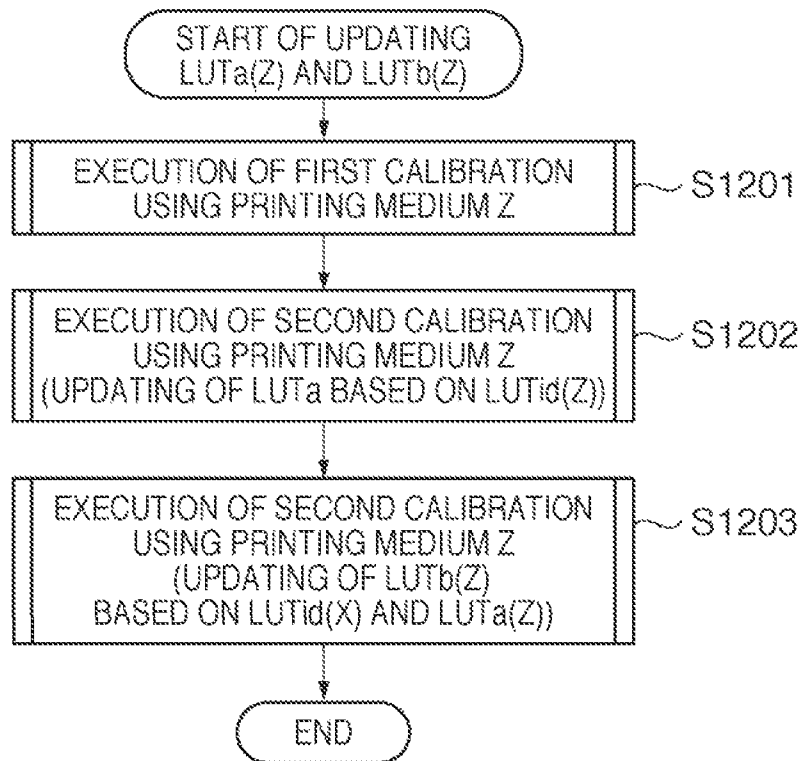 START OF UPDATING
LUTa(Z) AND LUTb(Z)
EXECUTION OF FIRST CALIBRATION
USING PRINTING MEDIUM Z
S1201
EXECUTION OF SECOND CALIBRATION
USING PRINTING MEDIUM Z
(UPDATING OF LUTa BASED ON LUTid(Z))
S1202
EXECUTION OF SECOND CALIBRATION
USING PRINTING MEDIUM Z
(UPDATING OF LUTb(Z)
BASED ON LUTid(X) AND LUTa(Z))
S1203
END